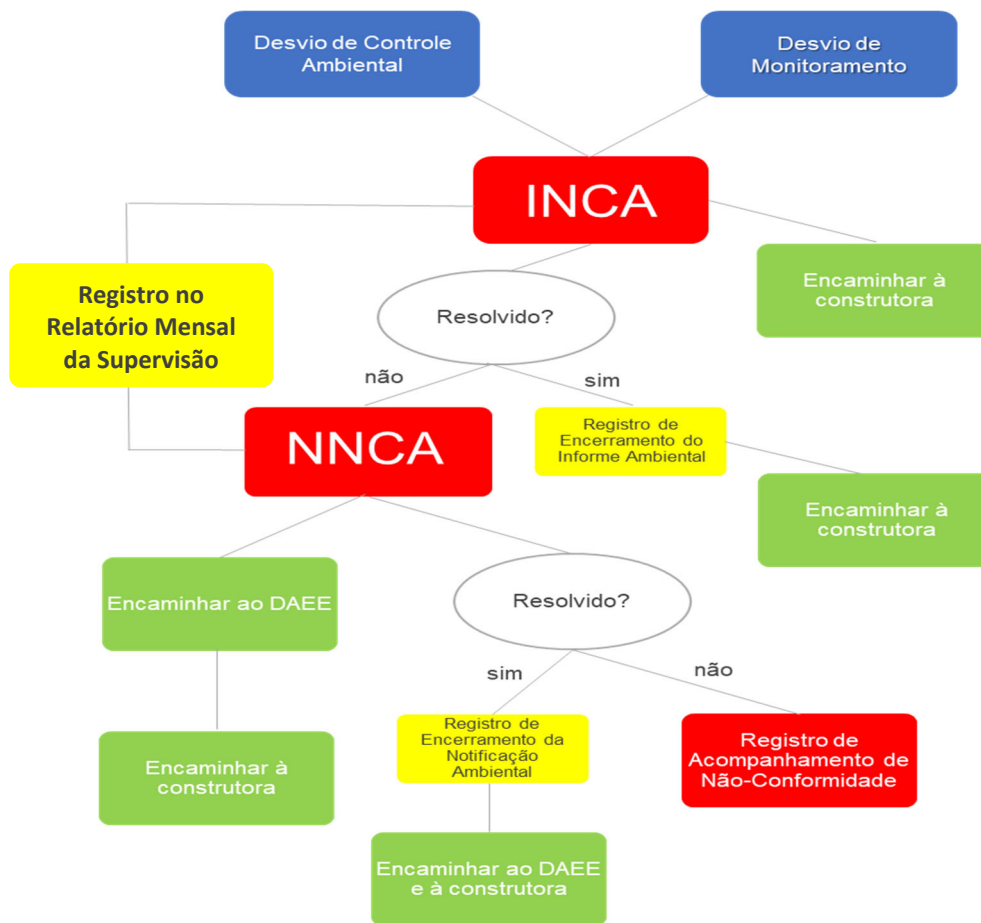 Desvio de Controle
Ambiental
Desvio de
Monitoramento
INCA
Registro no
Relatório Mensal
da Supervisão
Encaminhar à
construtora
Resolvido?
não
sim
NNCA
Registro de
Encerramento do
Informe Ambiental
Encaminhar à
construtora
Encaminhar ao DAEE
Resolvido?
sim
não
Encaminhar à
construtora
Registro de
Encerramento da
Notificação
Ambiental
Registro de
Acompanhamento de
Não-Conformidade
Encaminhar ao DAEE
e à construtora